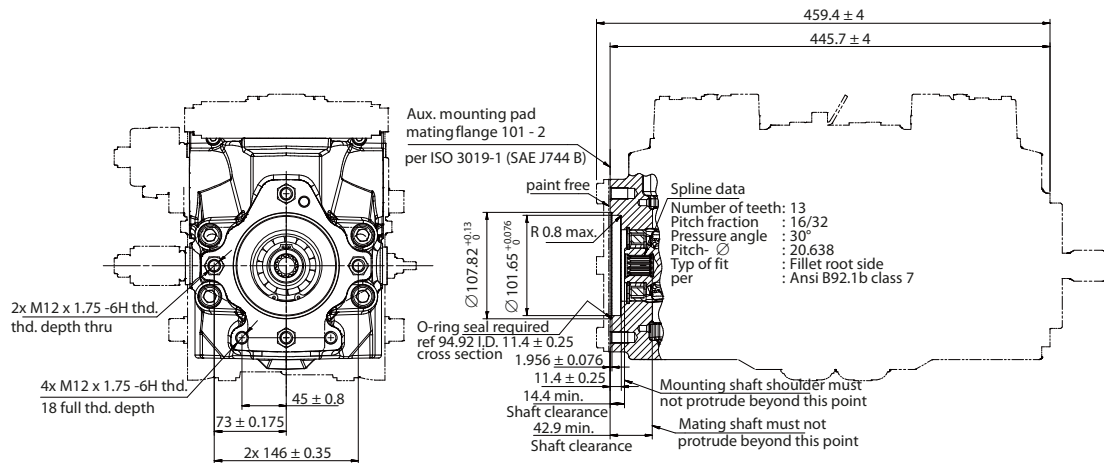 459.4 ± 4
445.7 ± 4
Aux. mounting pad
mating flange 101 - 2
per ISO 3019-1 (SAE J744 B)
paint free
Spline data
Number of teeth: 13
Pitch fraction : 16/32
Pressure angle : 30°
Pitch- ∅ : 20.638
Typ of fit : Fillet root side
per : Ansi B92.1b class 7
R 0.8 max.
∅ 107.82 +0.13 0
∅ 101.65 +0.076 0
2x M12 x 1.75 -6H thd.
thd. depth thru
O-ring seal required
ref 94.92 I.D. 11.4 ± 0.25
cross section
1.956 ± 0.076
11.4 ± 0.25
14.4 min.
Shaft clearance
42.9 min.
Shaft clearance
Mounting shaft shoulder must
not protrude beyond this point
Mating shaft must not
protrude beyond this point
4x M12 x 1.75 -6H thd.
18 full thd. depth
45 ± 0.8
73 ± 0.175
2x 146 ± 0.35